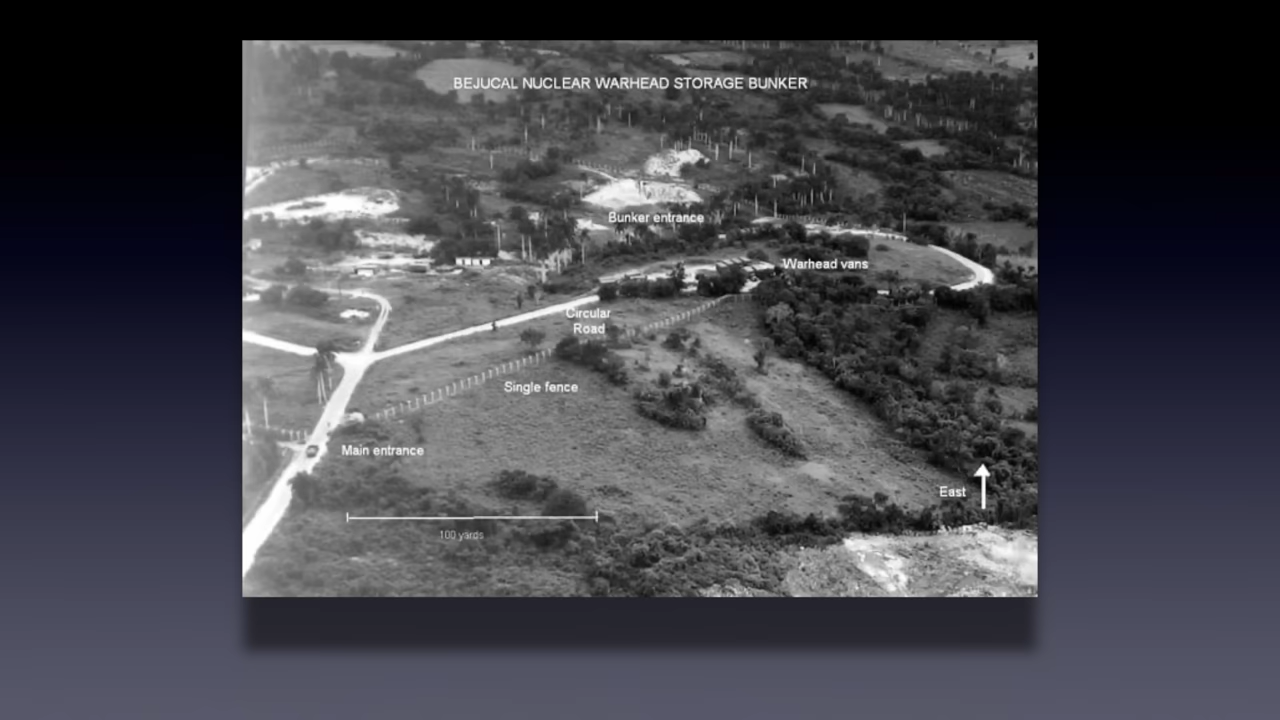 BEJUCAL NUCLEAR WARHEAD STORAGE BUNKER
Bunker entrance
Warhead vans
Circular
Road
Single fence
Main entrance
East
100 yards